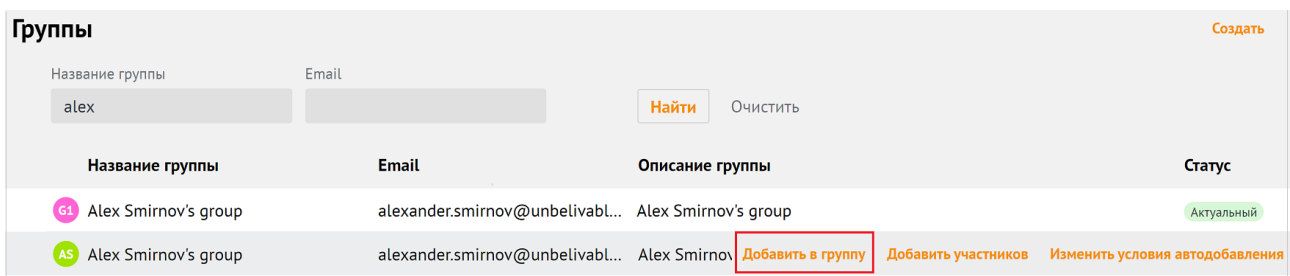 Группы
Создать
Название группы Email
alex
Найти Очистить
Название группы Email Описание группы Статус
G1 Alex Smirnov's group alexander.smirnov@unbelivabl... Alex Smirnov's group Актуальный
AS Alex Smirnov's group alexander.smirnov@unbelivabl... Alex Smirnov Добавить в группу Добавить участников Изменить условия автодобавления